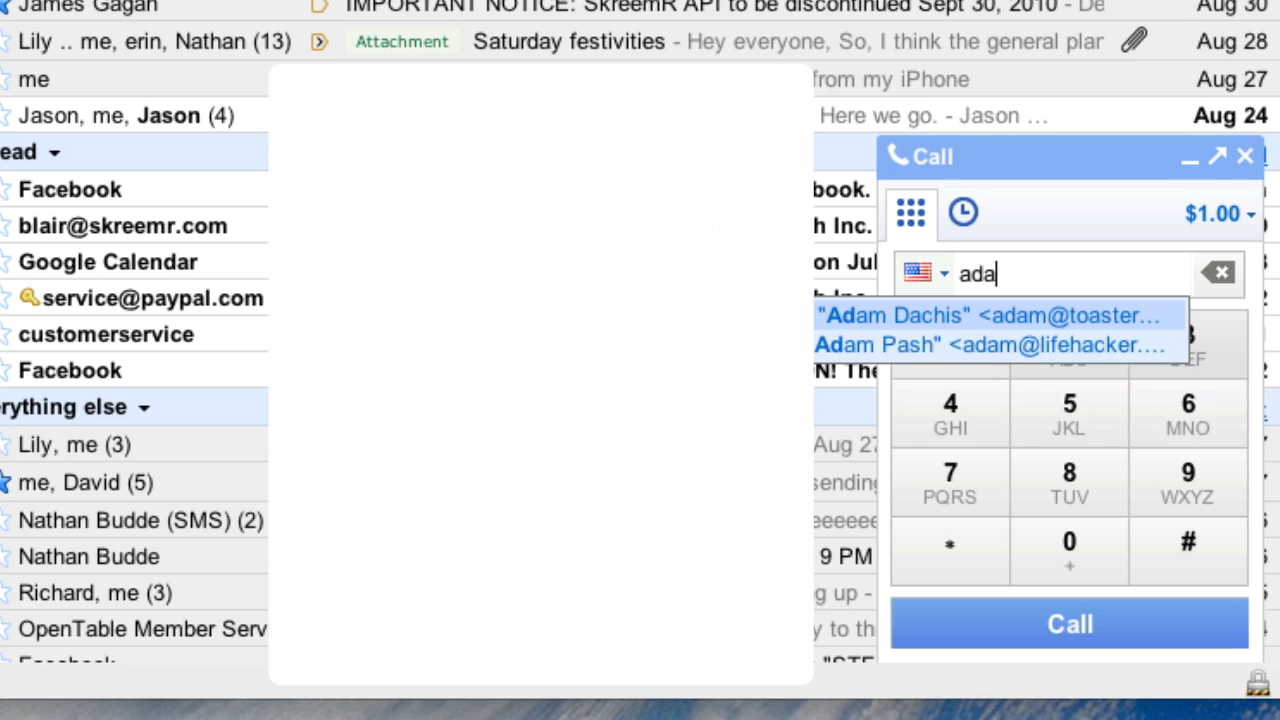 James Gagan IMPORTANT NOTICE: SkreemR API to be discontinued Sept 30, 2010 - De Aug 30
Lily .. me, erin, Nathan (13) Attachment Saturday festivities - Hey everyone, So, I think the general plan Aug 28
me from my iPhone Aug 27
Jason, me, Jason (4) Here we go. - Jason ... Aug 24
ead
Call
Facebook book.
blair@skreemr.com h Inc.
$1.00
Google Calendar on Jul
ada
service@paypal.com
"Adam Dachis" <adam@toaster...
customerservice
Adam Pash" <adam@lifehacker....
Facebook N! The
erything else
4 5 6
GHI JKL MNO
Lily, me (3) Aug 27
me, David (5) sending
7 8 9
PQRS TUV WXYZ
Nathan Budde (SMS) (2) eeeeee
Nathan Budde 9 PM
* 0 #
+
Richard, me (3) g up -
OpenTable Member Serv y to th
Call
Facebook "STE